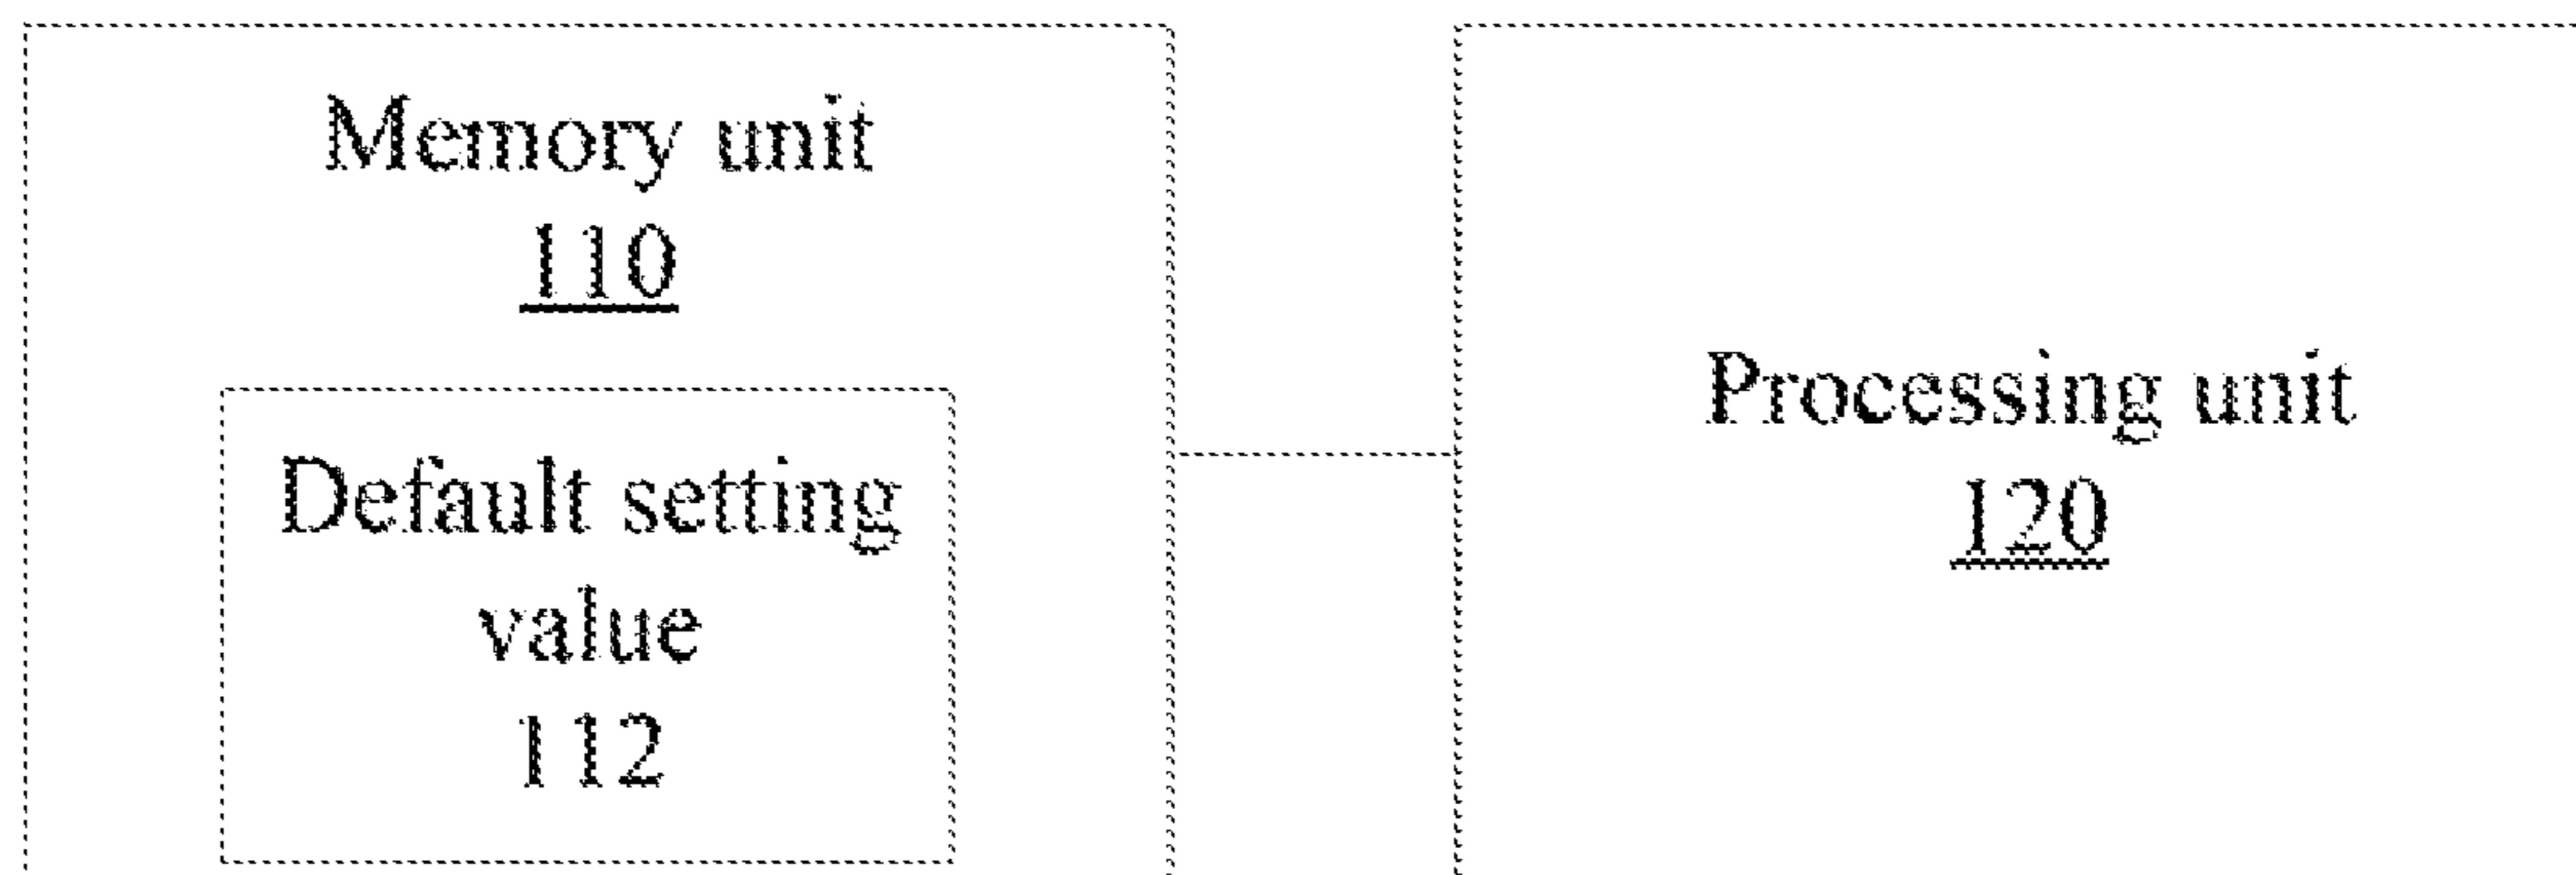 Memory unit
110
Default setting
value
112
Processing unit
120